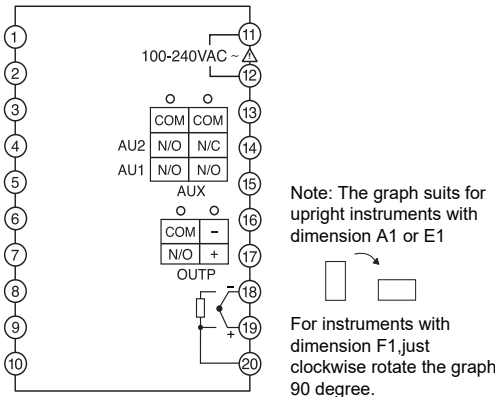 1
2
3
4
5
6
7
8
9
10
11
100-240VAC ~ ⚠
12
13
COM COM
AU2 N/O N/C
14
AU1 N/O N/O
AUX
15
16
COM −
N/O +
17
OUTP
−
18
19
+
20
Note: The graph suits for
upright instruments with
dimension A1 or E1
For instruments with
dimension F1,just
clockwise rotate the graph
90 degree.